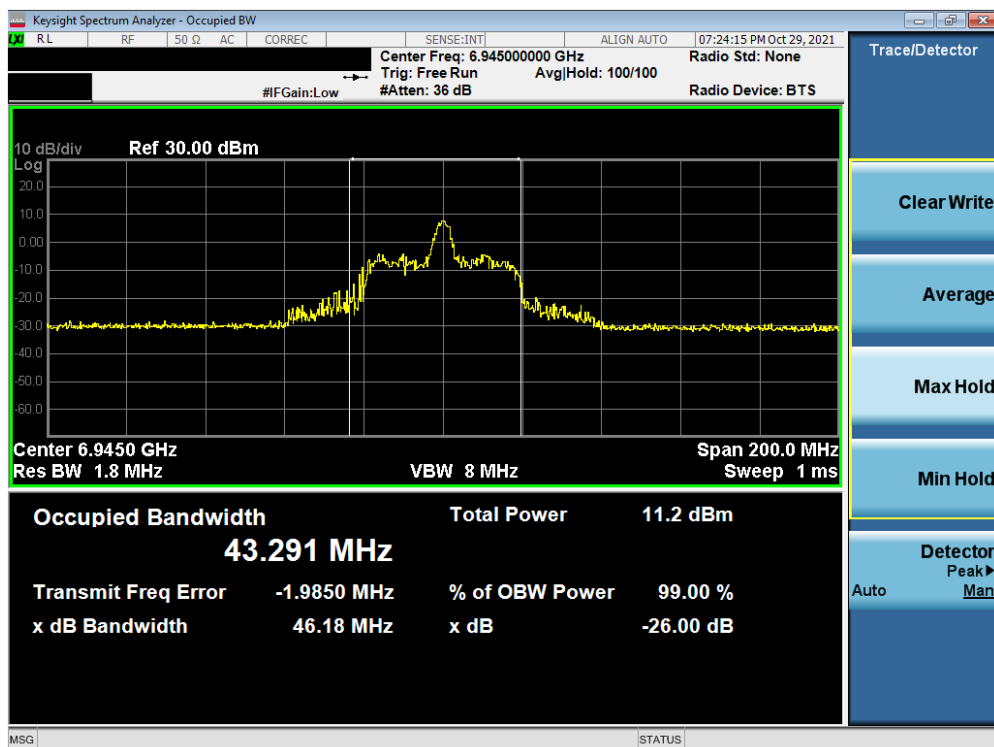 Keysight Spectrum Analyzer - Occupied BW
LXI RL RF 50 Ω AC CORREC SENSE:INT ALIGN AUTO 07:24:15 PM Oct 29, 2021
Center Freq: 6.945000000 GHz Radio Std: None
Trig: Free Run Avg|Hold: 100/100
#IFGain:Low #Atten: 36 dB Radio Device: BTS
10 dB/div Ref 30.00 dBm
Log
20.0
10.0
0.00
-10.0
-20.0
-30.0
-40.0
-50.0
-60.0
Center 6.9450 GHz Span 200.0 MHz
Res BW 1.8 MHz VBW 8 MHz Sweep 1 ms
Occupied Bandwidth Total Power 11.2 dBm
43.291 MHz
Transmit Freq Error -1.9850 MHz % of OBW Power 99.00 %
x dB Bandwidth 46.18 MHz x dB -26.00 dB
MSG STATUS
Trace/Detector
Clear Write
Average
Max Hold
Min Hold
Detector
Peak▶
Auto Man